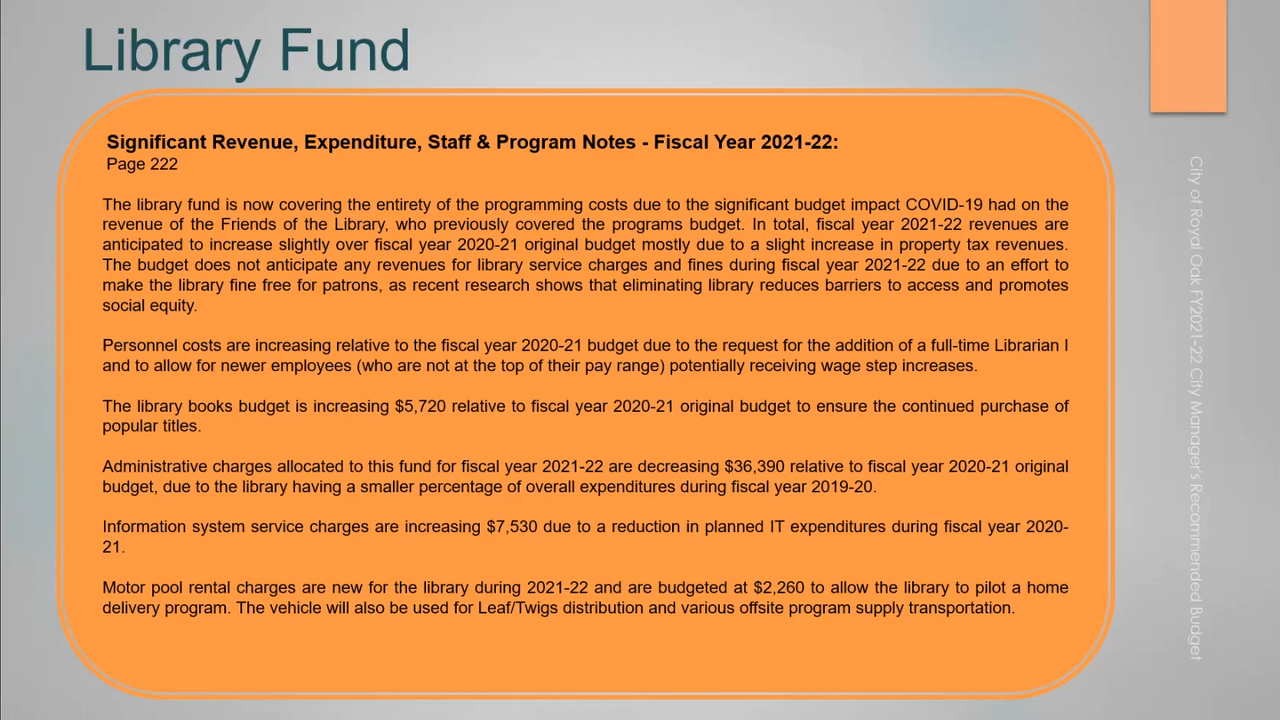 Library Fund
Significant Revenue, Expenditure, Staff & Program Notes - Fiscal Year 2021-22:
Page 222
The library fund is now covering the entirety of the programming costs due to the significant budget impact COVID-19 had on the
revenue of the Friends of the Library, who previously covered the programs budget. In total, fiscal year 2021-22 revenues are
anticipated to increase slightly over fiscal year 2020-21 original budget mostly due to a slight increase in property tax revenues.
The budget does not anticipate any revenues for library service charges and fines during fiscal year 2021-22 due to an effort to
make the library fine free for patrons, as recent research shows that eliminating library reduces barriers to access and promotes
social equity.
Personnel costs are increasing relative to the fiscal year 2020-21 budget due to the request for the addition of a full-time Librarian I
and to allow for newer employees (who are not at the top of their pay range) potentially receiving wage step increases.
The library books budget is increasing $5,720 relative to fiscal year 2020-21 original budget to ensure the continued purchase of
popular titles.
Administrative charges allocated to this fund for fiscal year 2021-22 are decreasing $36,390 relative to fiscal year 2020-21 original
budget, due to the library having a smaller percentage of overall expenditures during fiscal year 2019-20.
Information system service charges are increasing $7,530 due to a reduction in planned IT expenditures during fiscal year 2020-
21.
Motor pool rental charges are new for the library during 2021-22 and are budgeted at $2,260 to allow the library to pilot a home
delivery program. The vehicle will also be used for Leaf/Twigs distribution and various offsite program supply transportation.
City of Royal Oak FY2021-22 City Manager's Recommended Budget